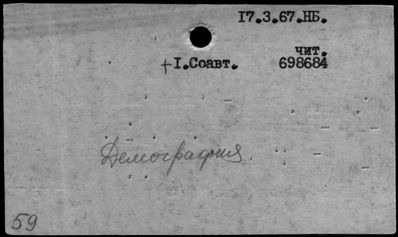 17.3.67.НБ.
чит.
+1.Соавт. 698684
Демография
59